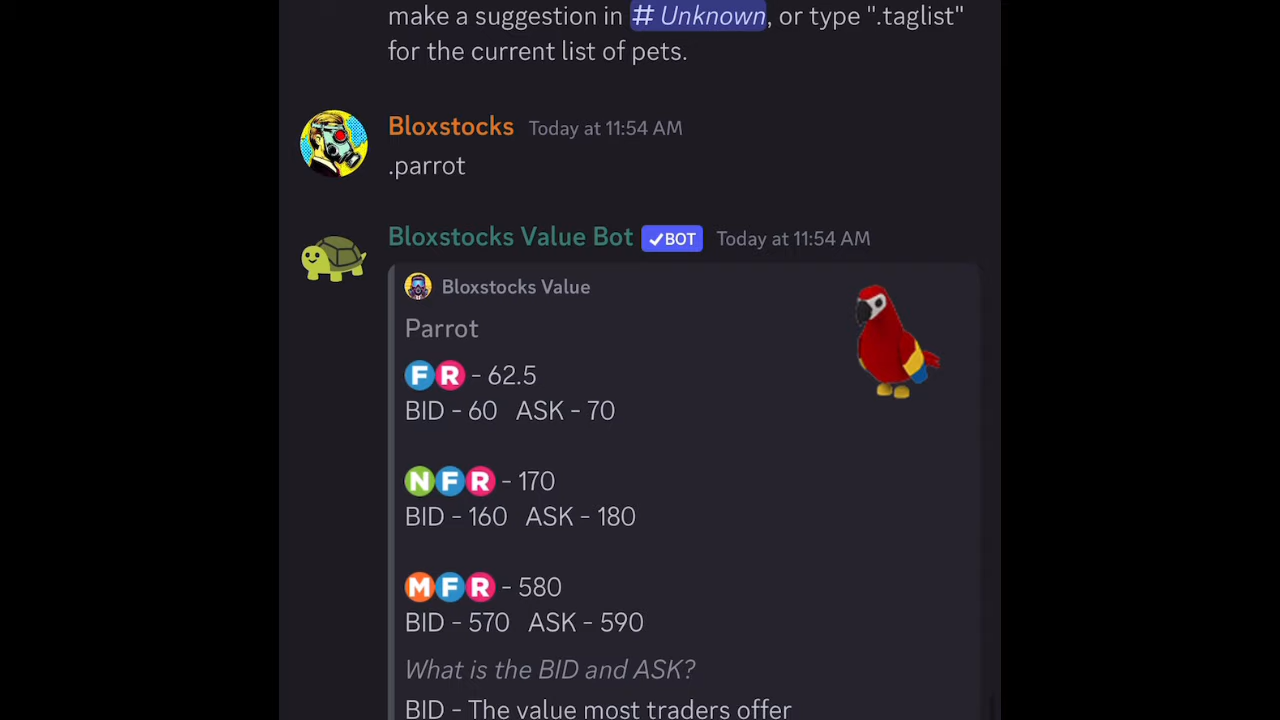 make a suggestion in # Unknown, or type ".taglist"
for the current list of pets.
Bloxstocks Today at 11:54 AM
.parrot
Bloxstocks Value Bot ✓BOT Today at 11:54 AM
Bloxstocks Value
Parrot
F R - 62.5
BID - 60 ASK - 70
N F R - 170
BID - 160 ASK - 180
M F R - 580
BID - 570 ASK - 590
What is the BID and ASK?
BID - The value most traders offer